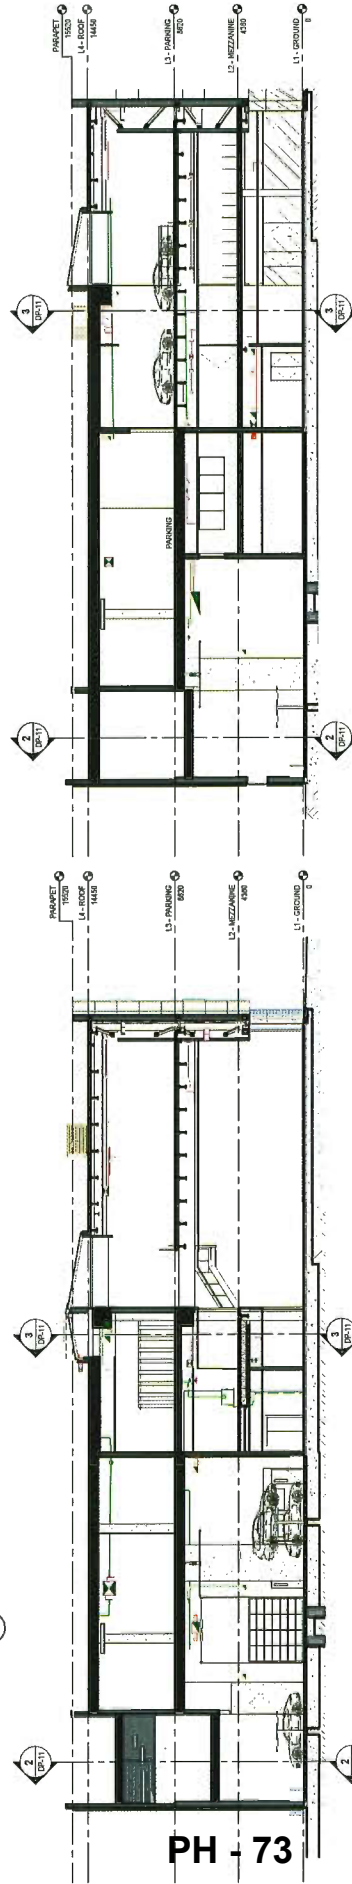 PARAPET
15520
L4 - ROOF
14450
L3 - PARKING
8820
L2 - MEZZANINE
4360
L1 - GROUND
0
3
DP-11
3
DP-11
PARKING
2
DP-11
2
DP-11
PARAPET
15520
L4 - ROOF
14450
L3 - PARKING
8820
L2 - MEZZANINE
4360
L1 - GROUND
0
3
DP-11
3
DP-11
2
DP-11
2
PH - 73